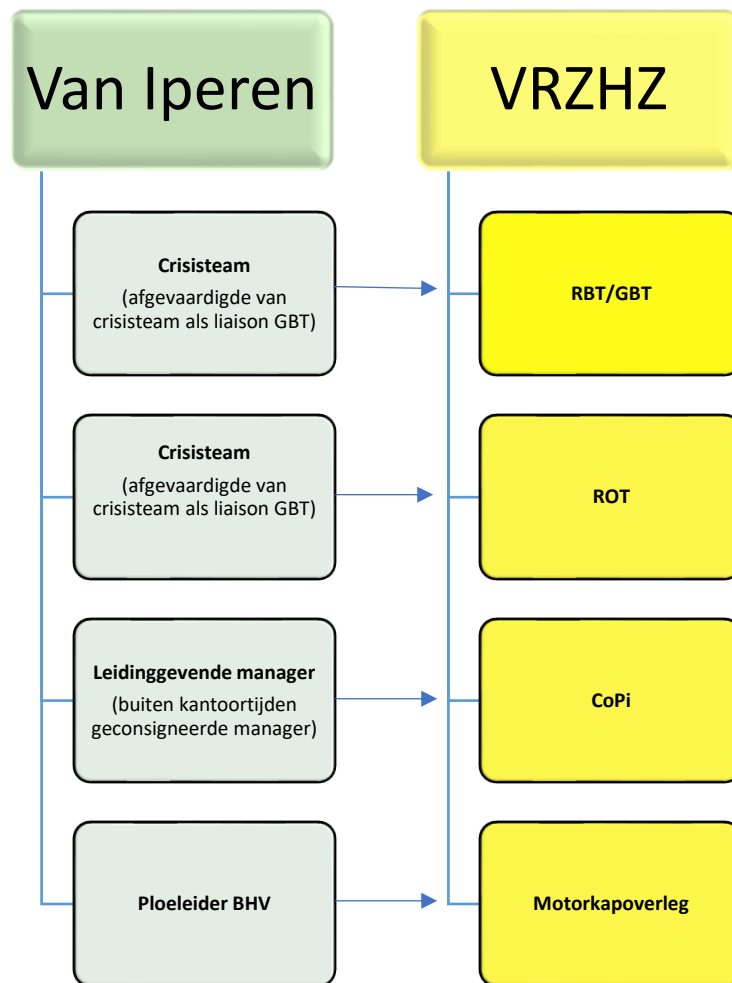 Van Iperen
VRZHZ
Crisisteam
(afgevaardigde van
crisisteam als liaison GBT)
RBT/GBT
Crisisteam
(afgevaardigde van
crisisteam als liaison GBT)
ROT
Leidinggevende manager
(buiten kantoortijden
geconsigneerde manager)
CoPi
Ploeleider BHV
Motorkapoverleg